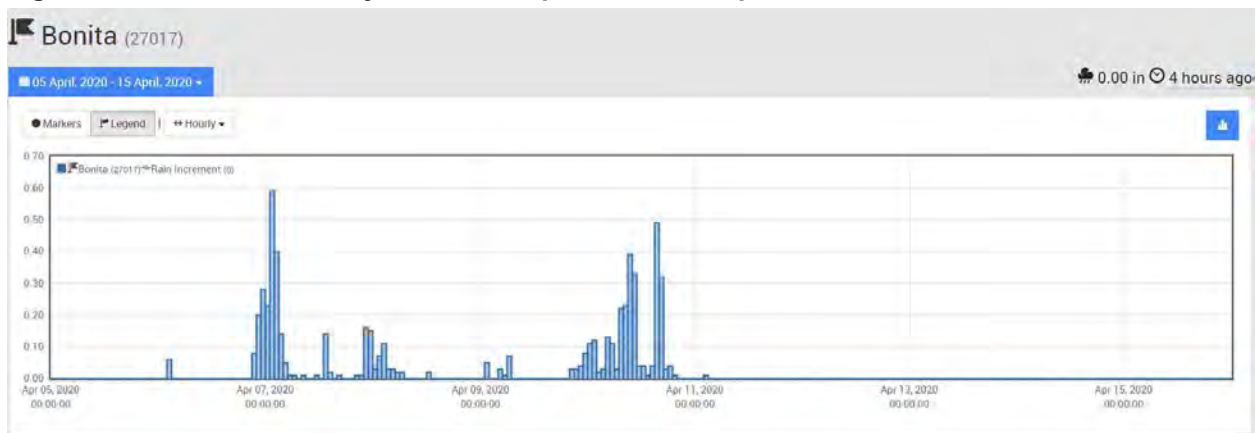 Bonita (27017)
05 April. 2020 - 15 April. 2020
0.00 in 4 hours ago
Markers Legend | Hourly
0.70
Bonita (27017) Rain Increment (0)
0.60
0.50
0.40
0.30
0.20
0.10
0.00
Apr 05, 2020 Apr 07, 2020 Apr 09, 2020 Apr 11, 2020 Apr 13, 2020 Apr 15, 2020
00:00:00 00:00:00 00:00:00 00:00:00 00:00:00 00:00:00